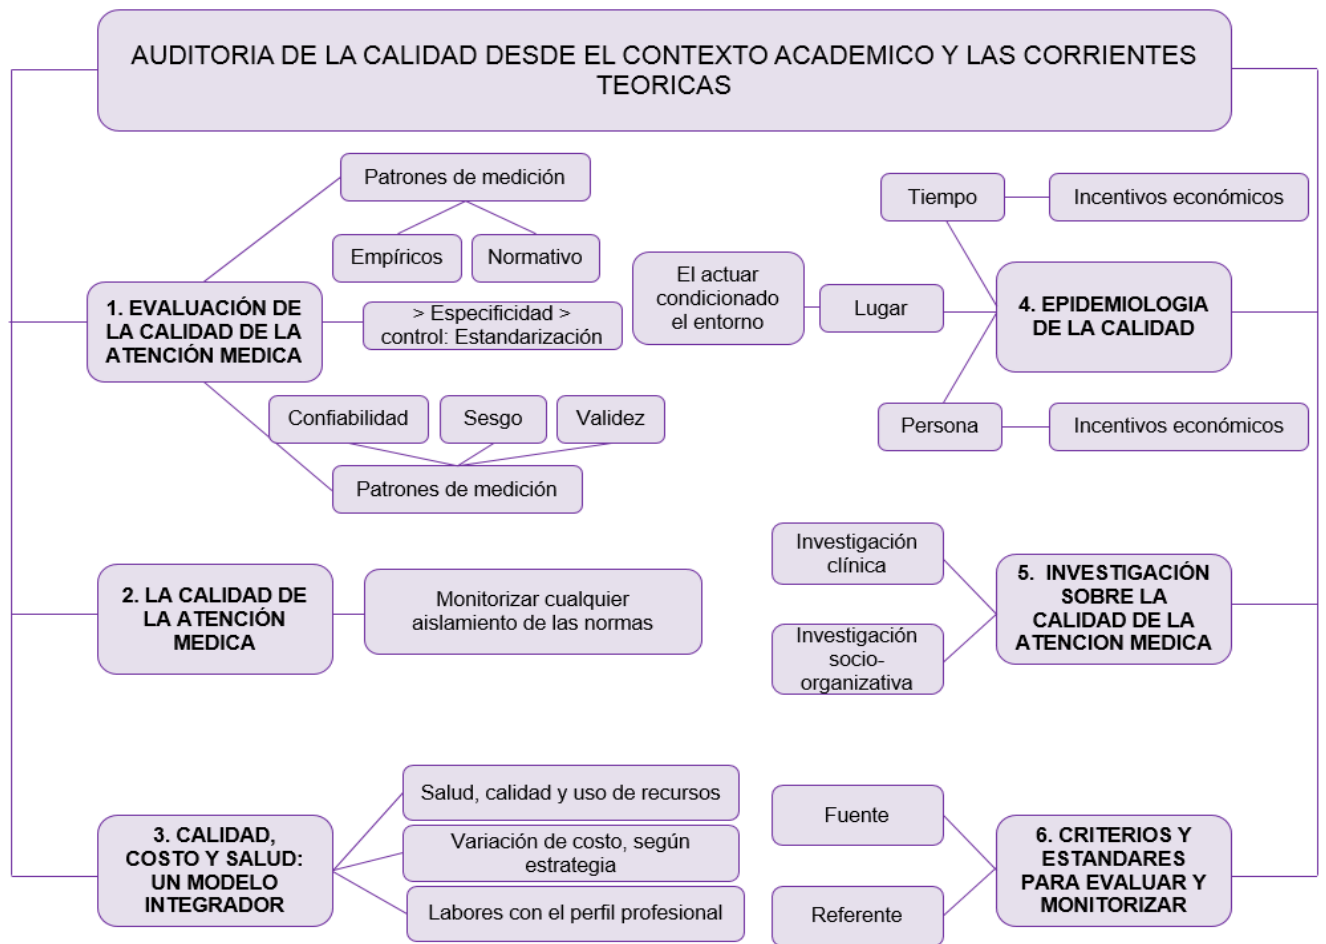 AUDITORIA DE LA CALIDAD DESDE EL CONTEXTO ACADEMICO Y LAS CORRIENTES
TEORICAS
Patrones de medición
Empíricos
Normativo
1. EVALUACIÓN DE
LA CALIDAD DE LA
ATENCIÓN MEDICA
> Especificidad >
control: Estandarización
Confiabilidad
Sesgo
Validez
Patrones de medición
2. LA CALIDAD DE
LA ATENCIÓN
MEDICA
Monitorizar cualquier
aislamiento de las normas
3. CALIDAD,
COSTO Y SALUD:
UN MODELO
INTEGRADOR
Salud, calidad y uso de recursos
Variación de costo, según
estrategia
Labores con el perfil profesional
Tiempo
Incentivos económicos
El actuar
condicionado
el entorno
Lugar
4. EPIDEMIOLOGIA
DE LA CALIDAD
Persona
Incentivos económicos
Investigación
clínica
Investigación
socio-
organizativa
5. INVESTIGACIÓN
SOBRE LA
CALIDAD DE LA
ATENCION MEDICA
Fuente
Referente
6. CRITERIOS Y
ESTANDARES
PARA EVALUAR Y
MONITORIZAR